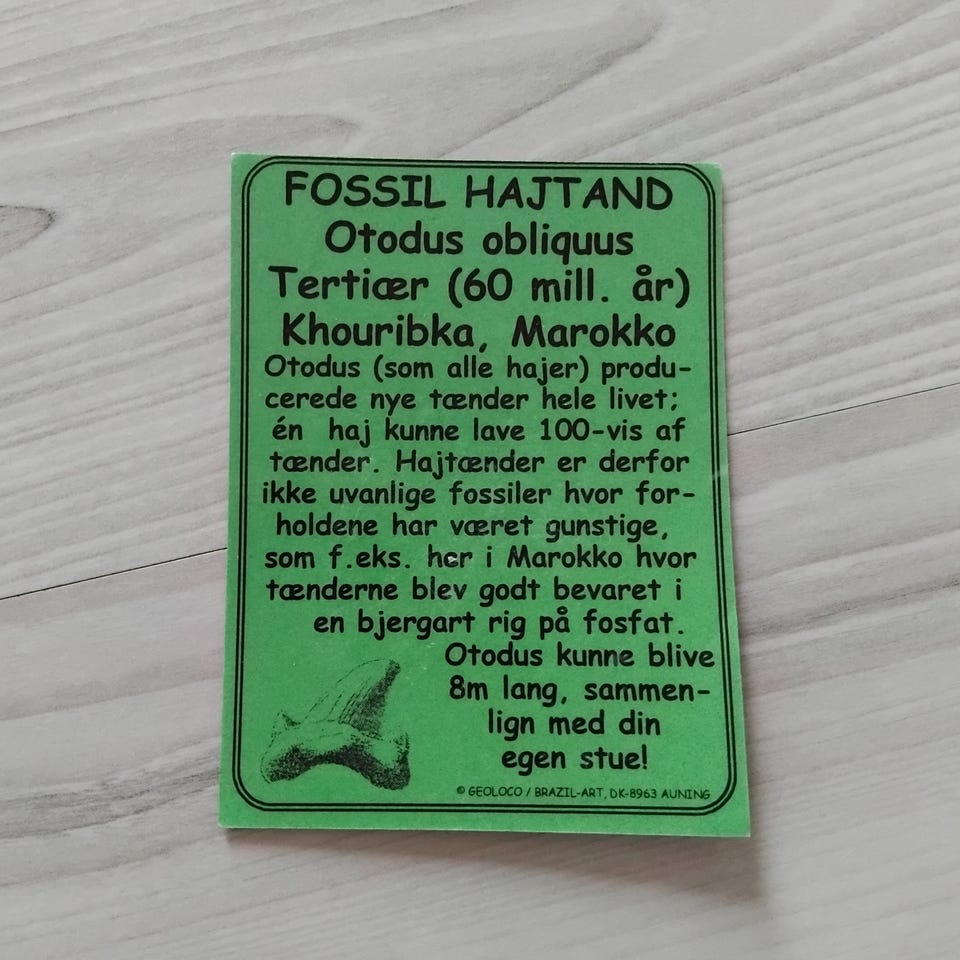 FOSSIL HAJTAND
Otodus obliquus
Tertiær (60 mill. år)
Khouribka, Marokko
Otodus (som alle hajer) produ-
cerede nye tænder hele livet;
én haj kunne lave 100-vis af
tænder. Hajtænder er derfor
ikke uvanlige fossiler hvor for-
holdene har været gunstige,
som f.eks. her i Marokko hvor
tænderne blev godt bevaret i
en bjergart rig på fosfat.
Otodus kunne blive
8m lang, sammen-
lign med din
egen stue!
© GEOLOCO / BRAZIL-ART, DK-8963 AUNING